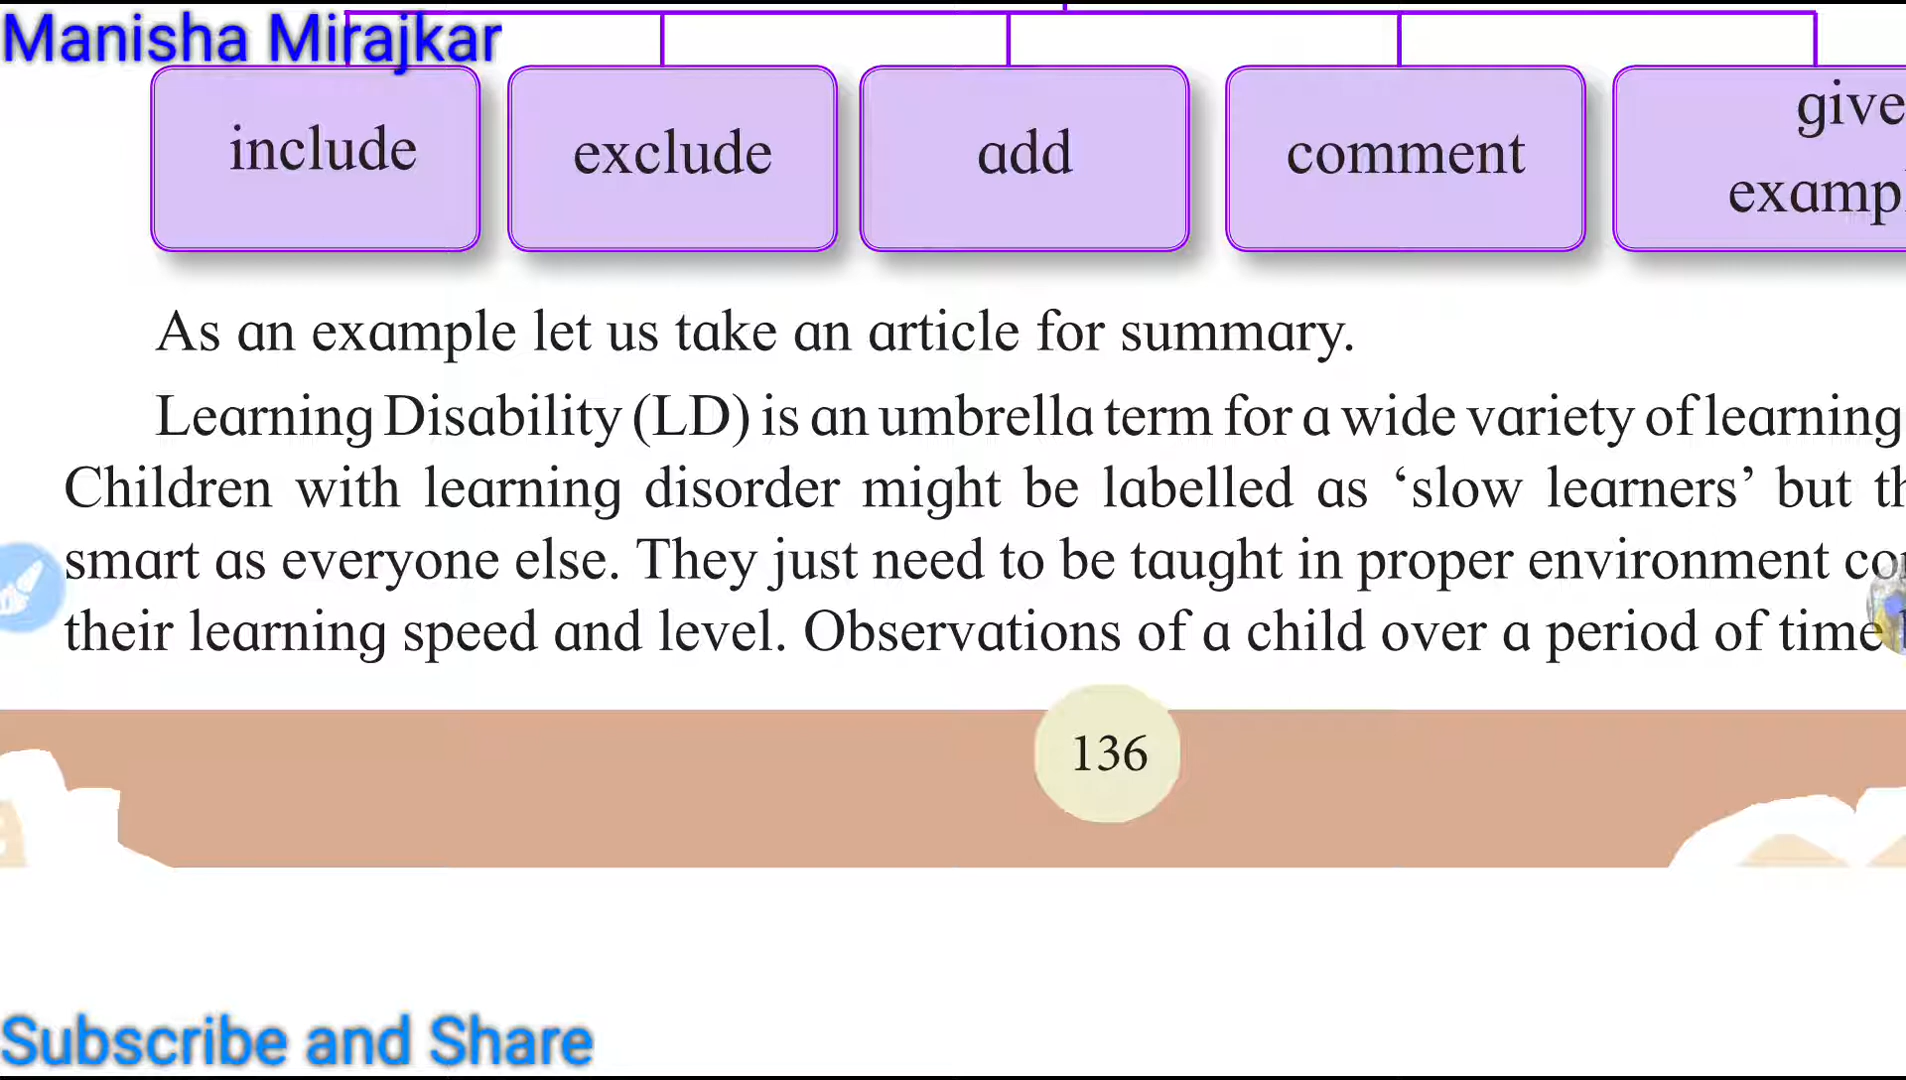 Manisha Mirajkar
include
exclude
add
comment
give
As an example let us take an article for summary.
Learning Disability (LD) is an umbrella term for a wide variety of learning
Children with learning disorder might be labelled as ‘slow learners’ but
smart as everyone else. They just need to be taught in proper environment
their learning speed and level. Observations of a child over a period of time
136
Subscribe and Share